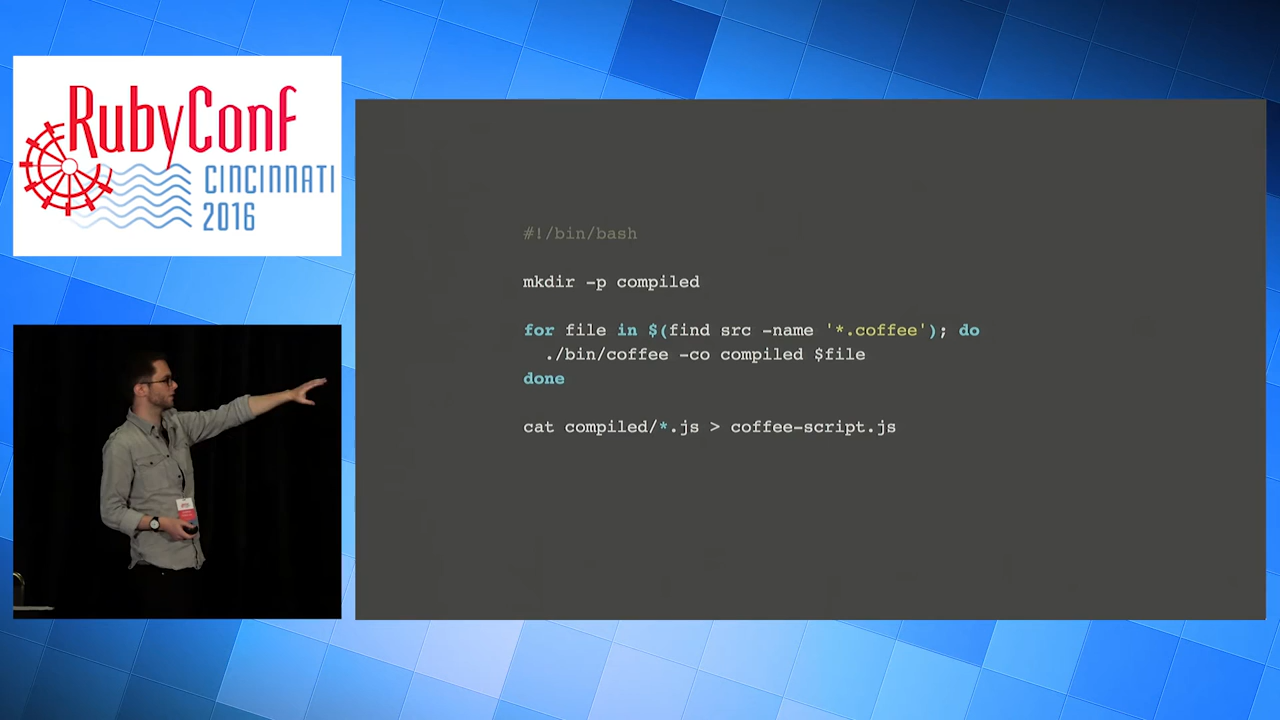 RubyConf
CINCINNATI
2016
#!/bin/bash
mkdir -p compiled
for file in $(find src -name '*.coffee'); do
  ./bin/coffee -co compiled $file
done
cat compiled/*.js > coffee-script.js